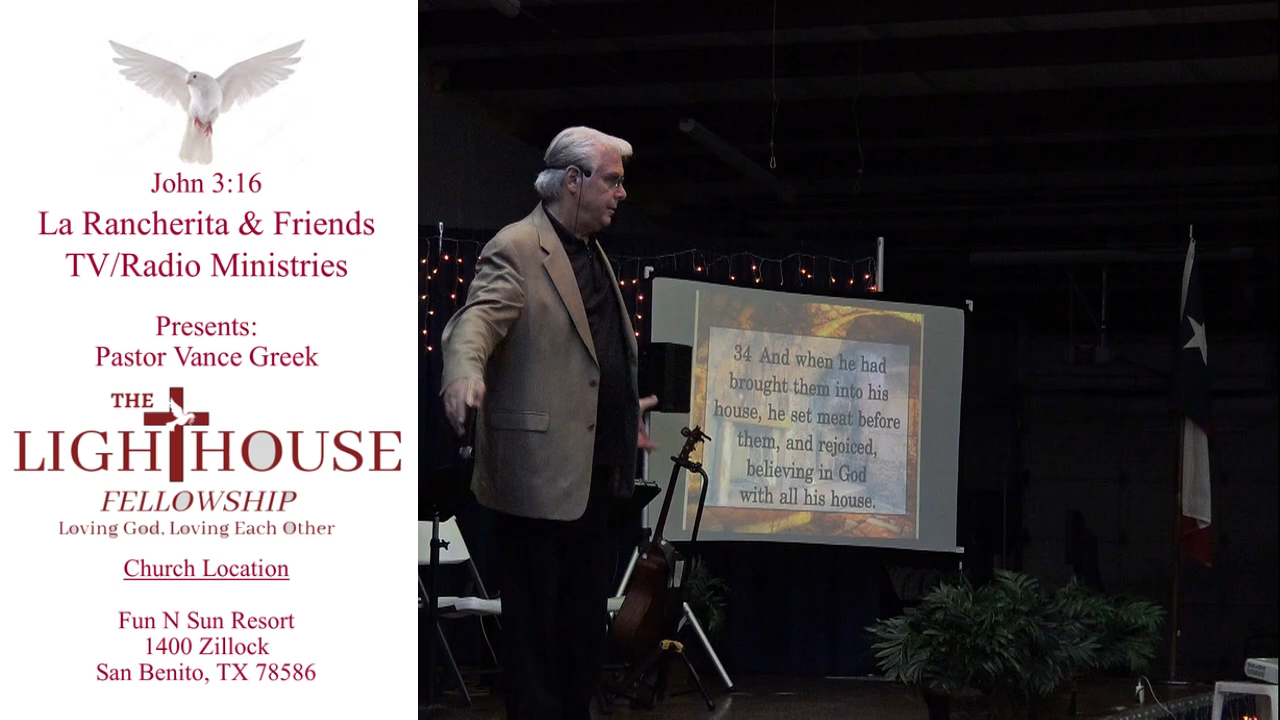 John 3:16
La Rancherita & Friends
TV/Radio Ministries
Presents:
Pastor Vance Greek
THE
LIGHTHOUSE
FELLOWSHIP
Loving God, Loving Each Other
Church Location
Fun N Sun Resort
1400 Zillock
San Benito, TX 78586
34 And when he had
brought them into his
house, he set meat before
them, and rejoiced,
believing in God
with all his house.